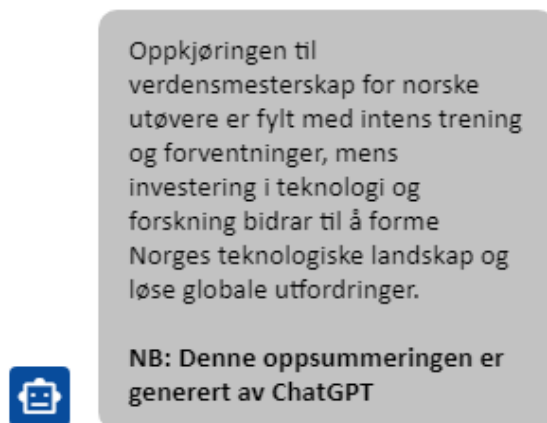 Oppkjøringen til
verdensmesterskap for norske
utøvere er fylt med intens trening
og forventninger, mens
investering i teknologi og
forskning bidrar til å forme
Norges teknologiske landskap og
løse globale utfordringer.
NB: Denne oppsummeringen er
generert av ChatGPT